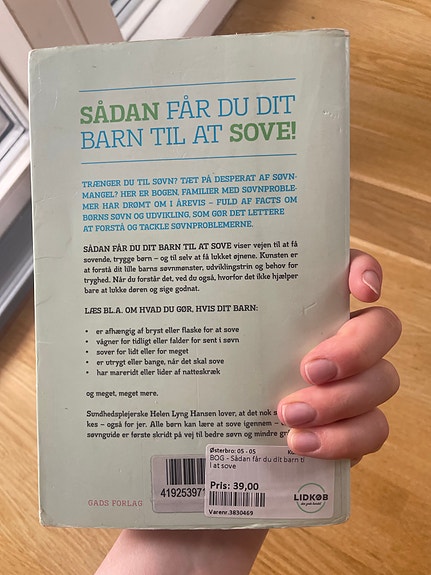 SÅDAN FÅR DU DIT
BARN TIL AT SOVE!
TRÆNGER DU TIL SØVN? TÆT PÅ DESPERAT AF SØVN-
MANGEL? HER ER BOGEN, FAMILIER MED SØVNPROBLE-
MER HAR DRØMT OM I ÅREVIS – FULD AF FACTS OM
BØRNS SØVN OG UDVIKLING, SOM GØR DET LETTERE
AT FORSTÅ OG TACKLE SØVNPROBLEMERNE.
SÅDAN FÅR DU DIT BARN TIL AT SOVE viser vejen til at få
sovende, trygge børn – og til selv at få lukket øjnene. Kunsten er
at forstå dit lille barns søvnmønster, udviklingstrin og behov for
tryghed. Når du forstår det, ved du også, hvorfor det ikke hjælper
bare at lukke døren og sige godnat.
LÆS BL.A. OM HVAD DU GØR, HVIS DIT BARN:
• er afhængig af bryst eller flaske for at sove
• vågner for tidligt eller falder for sent i søvn
• sover for lidt eller for meget
• er utrygt eller bange, når det skal sove
• har mareridt eller lider af natteskræk
og meget, meget mere.
Sundhedsplejerske Helen Lyng Hansen lover, at det nok s
kes – også for jer. Alle børn kan lære at sove igennem –
søvnguide er første skridt på vej til bedre søvn og mindre
GADS FORLAG
41925397
Østerbro: 05 - 05
BOG - Sådan får du dit barn ti
l at sove
Pris: 39,00
Varenr.3830469
LIDKØB